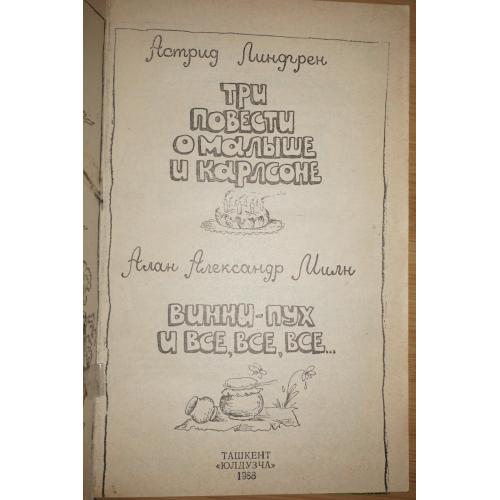 Астрид Линдгрен
ТРИ
ПОВЕСТИ
О МАЛЫШЕ
И КАРЛСОНЕ
Алан Александр Милн
ВИННИ-ПУХ
И ВСЕ, ВСЕ, ВСЕ...
ТАШКЕНТ
«ЮЛДУЗЧА»
1988